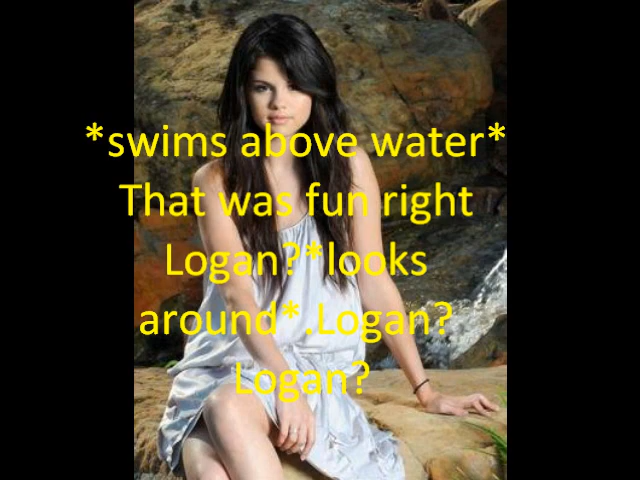 *swims above water*
That was fun right
Logan?*looks
around*.Logan?
Logan?